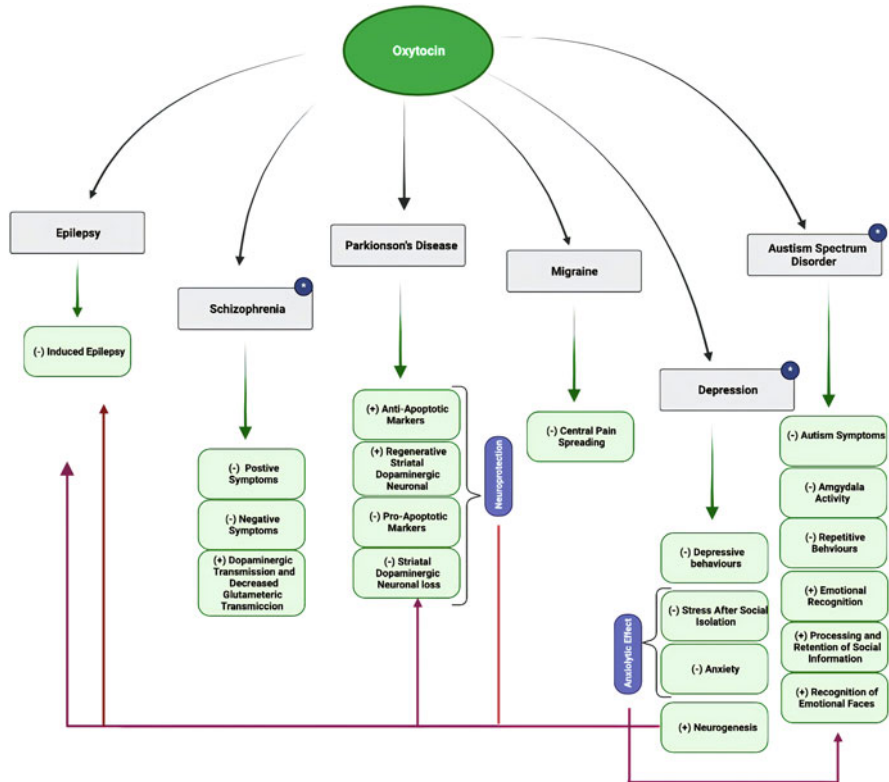 Oxytocin
Epilepsy
(-) Induced Epilepsy
Schizophrenia
*
(-) Postive
Symptoms
(-) Negative
Symptoms
(+) Dopaminergic
Transmission and
Decreased
Glutameteric
Transmiccion
Parkionson's Disease
(+) Anti-Apoptotic
Markers
(+) Regenerative
Striatal
Dopaminergic
Neuronal
(-) Pro-Apoptotic
Markers
(-) Striatal
Dopaminergic
Neuronal loss
Neuroprotection
Migraine
(-) Central Pain
Spreading
Depression
*
(-) Depressive
behaviours
(-) Stress After Social
Isolation
(-) Anxiety
Anxiolytic Effect
(+) Neurogenesis
Austism Spectrum
Disorder
*
(-) Autism Symptoms
(-) Amgydala
Activity
(-) Repetitive
Behviours
(+) Emotional
Recognition
(+) Processing and
Retention of Social
Information
(+) Recognition of
Emotional Faces